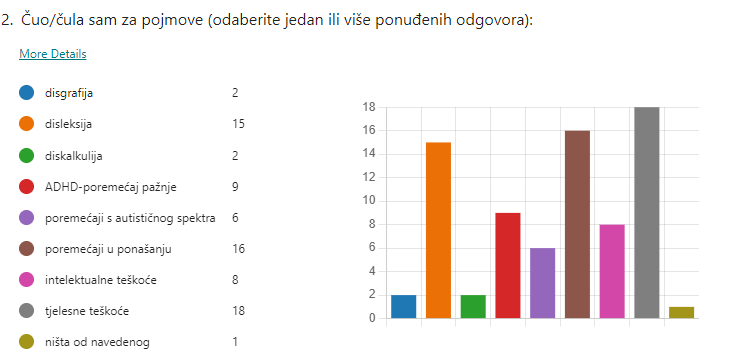 2. Čuo/čula sam za pojmove (odaberite jedan ili više ponuđenih odgovora):
More Details
disgrafija 2
disleksija 15
diskalkulija 2
ADHD-poremećaj pažnje 9
poremećaji s autističnog spektra 6
poremećaji u ponašanju 16
intelektualne teškoće 8
tjelesne teškoće 18
ništa od navedenog 1
18
16
14
12
10
8
6
4
2
0